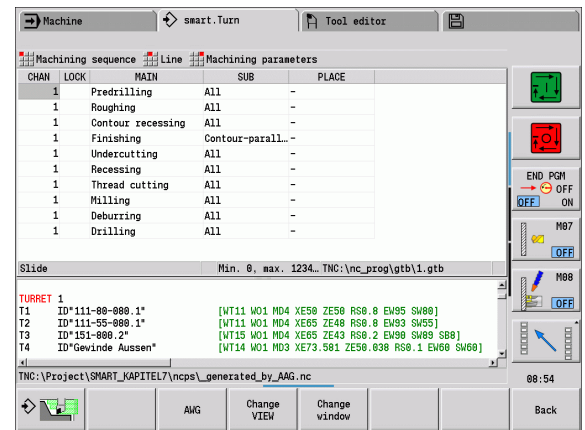 Machine
smart.Turn
Tool editor
Machining sequence Line Machining parameters
CHAN LOCK MAIN SUB PLACE
1 Predrilling All -
1 Roughing All -
1 Contour recessing All -
1 Finishing Contour-parall… -
1 Undercutting All -
1 Recessing All -
1 Thread cutting All -
1 Milling All -
1 Deburring All -
1 Drilling All -
Slide Min. 0, max. 1234… TNC:\nc_prog\gtb\1.gtb
TURRET 1
T1 ID"111-80-080.1" [WT11 WO1 MD4 XE50 ZE50 RS0.8 EW95 SW80]
T2 ID"111-55-080.1" [WT11 WO1 MD4 XE65 ZE48 RS0.8 EW93 SW55]
T3 ID"151-800.2" [WT15 WO1 MD4 XE65 ZE43 RS0.2 EW90 SW89 SB8]
T4 ID"Gewinde Aussen" [WT14 WO1 MD3 XE73.581 ZE50.038 RS0.1 EW60 SW60]
TNC:\Project\SMART_KAPITEL7\ncps\_generated_by_AAG.nc
END PGM
OFF
OFF ON
M07
OFF
M08
OFF
08:54
AWG
Change VIEW
Change window
Back